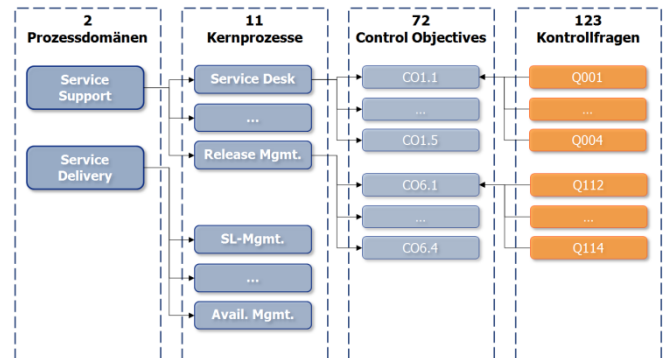 2
Prozessdomänen
Service
Support
Service
Delivery
11
Kernprozesse
Service Desk
...
Release Mgmt.
SL-Mgmt.
...
Avail. Mgmt.
72
Control Objectives
CO1.1
...
CO1.5
CO6.1
...
CO6.4
123
Kontrollfragen
Q001
...
Q004
Q112
...
Q114